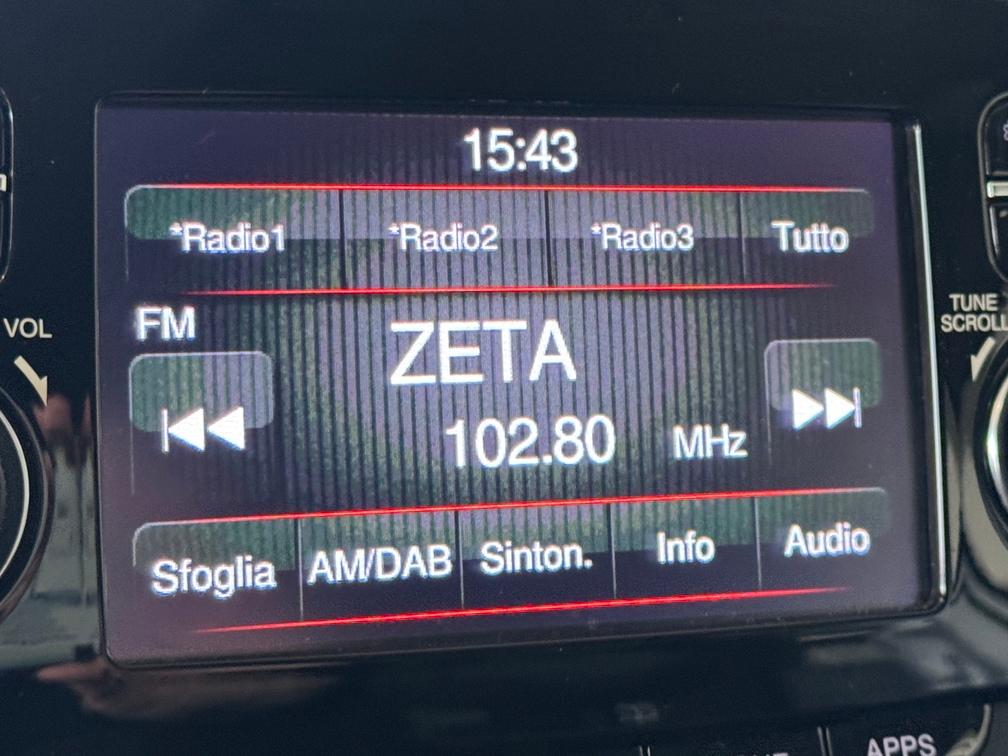 15:43
*Radio1 *Radio2 *Radio3 Tutto
FM
ZETA
102.80 MHz
Sfoglia AM/DAB Sinton. Info Audio
VOL
TUNE
SCROLL
APPS